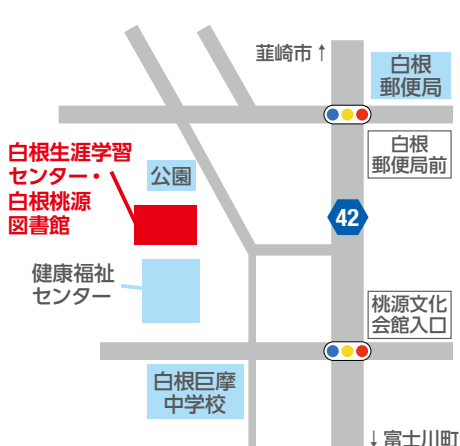 韮崎市↑
白根
郵便局
白根
郵便局前
白根生涯学習
センター・
白根桃源
図書館
公園
42
健康福祉
センター
桃源文化
会館入口
白根巨摩
中学校
↓富士川町